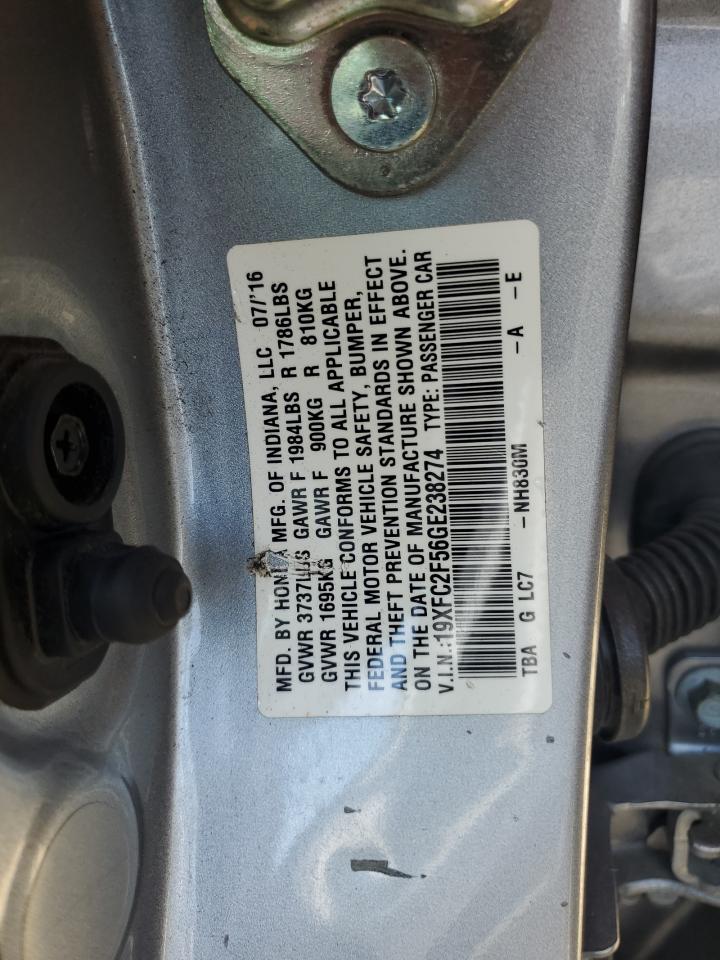 MFD. BY HONDA MFG. OF INDIANA, LLC 07/'16
GVWR 3737LBS GAWR F 1984LBS R 1786LBS
GVWR 1695KG GAWR F 900KG R 810KG
THIS VEHICLE CONFORMS TO ALL APPLICABLE
FEDERAL MOTOR VEHICLE SAFETY, BUMPER,
AND THEFT PREVENTION STANDARDS IN EFFECT
ON THE DATE OF MANUFACTURE SHOWN ABOVE.
V.I.N.:19XFC2F56GE238274 TYPE: PASSENGER CAR
TBA G LC7 -NH830M -A -E